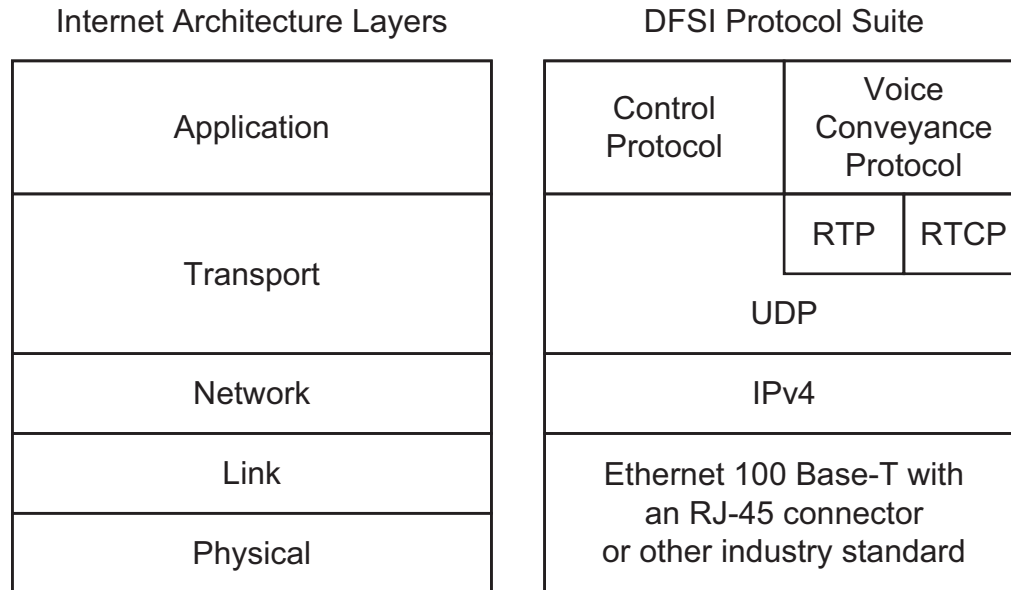 Internet Architecture Layers
Application
Transport
Network
Link
Physical
DFSI Protocol Suite
Control
Protocol
Voice
Conveyance
Protocol
RTP
RTCP
UDP
IPv4
Ethernet 100 Base-T with
an RJ-45 connector
or other industry standard